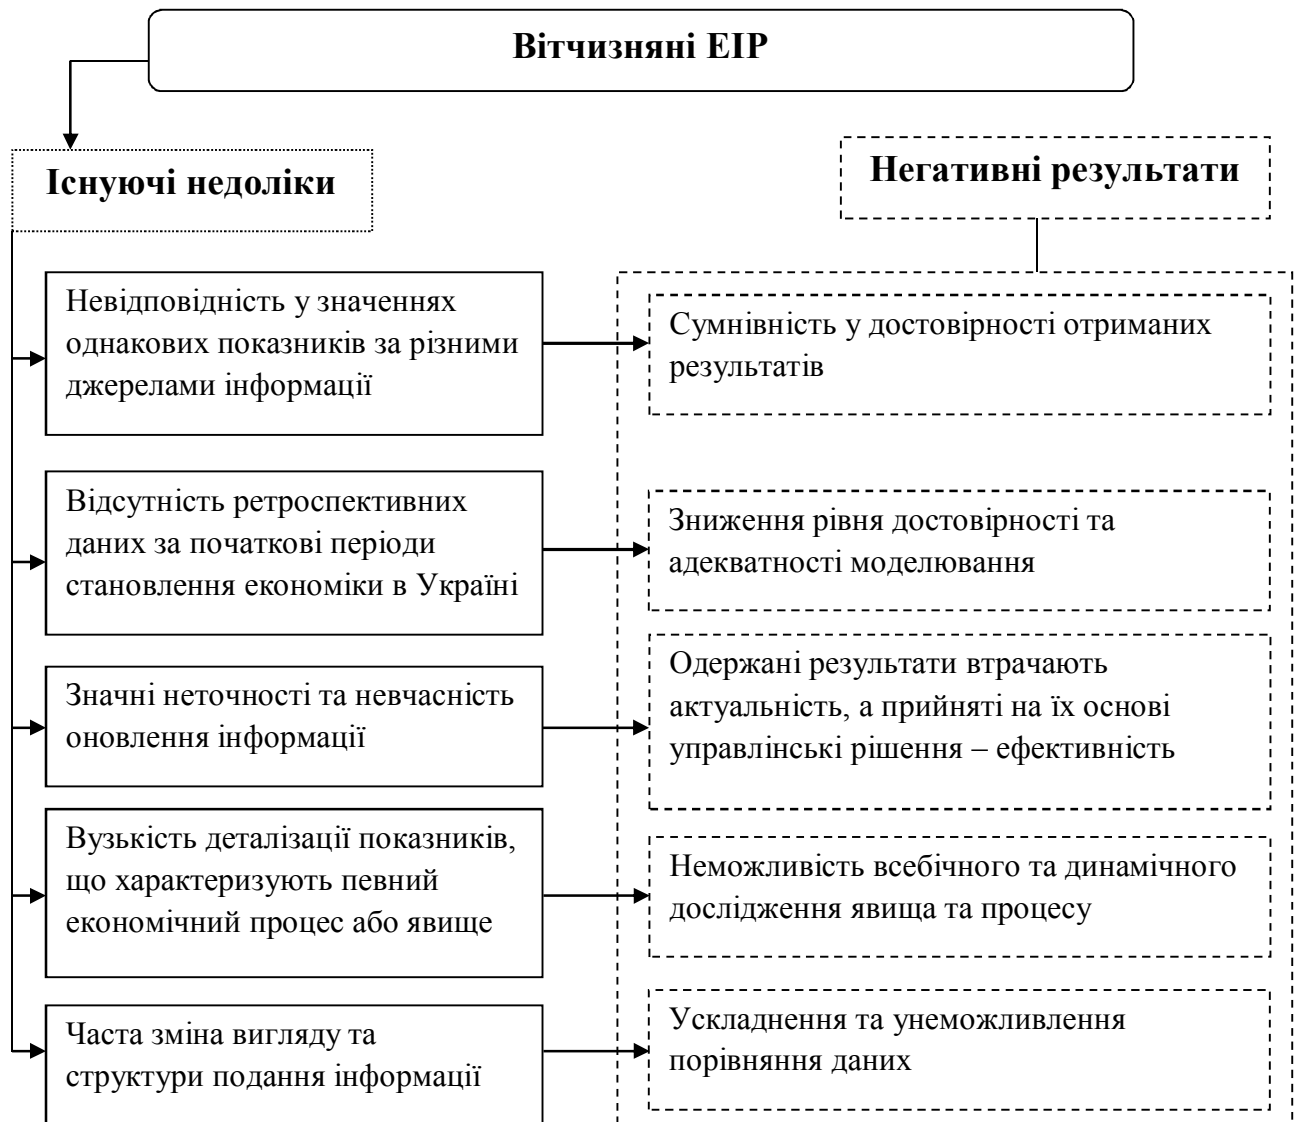 Вітчизняні ЕІР
Існуючі недоліки
Негативні результати
Невідповідність у значеннях
однакових показників за різними
джерелами інформації
Сумнівність у достовірності отриманих
результатів
Відсутність ретроспективних
даних за початкові періоди
становлення економіки в Україні
Зниження рівня достовірності та
адекватності моделювання
Значні неточності та невчасність
оновлення інформації
Одержані результати втрачають
актуальність, а прийняті на їх основі
управлінські рішення – ефективність
Вузькість деталізації показників,
що характеризують певний
економічний процес або явище
Неможливість всебічного та динамічного
дослідження явища та процесу
Часта зміна вигляду та
структури подання інформації
Ускладнення та унеможливлення
порівняння даних